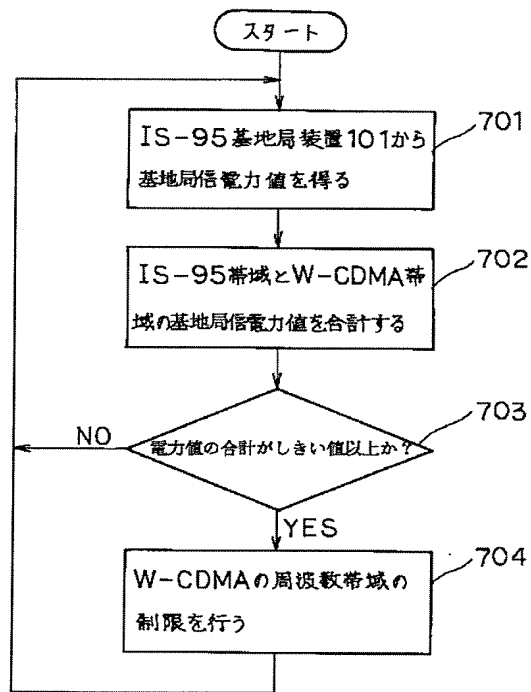 スタート
IS-95基地局装置101から
基地局信電力値を得る
701
IS-95帯域とW-CDMA帯
域の基地局信電力値を合計する
702
電力値の合計がしきい値以上か?
703
NO
YES
W-CDMAの周波数帯域の
制限を行う
704